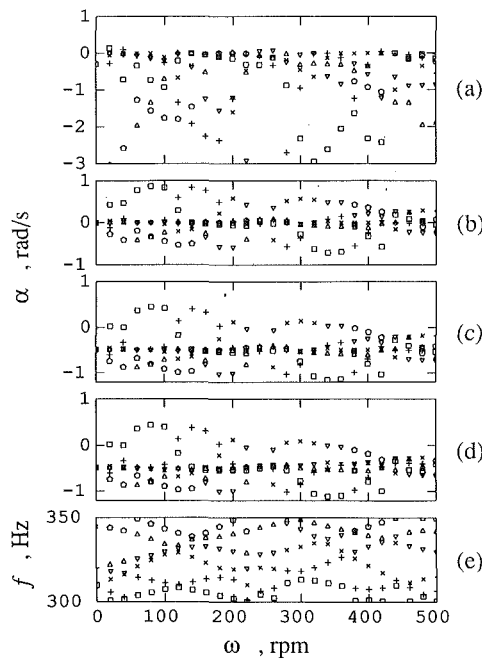 1
0
-1
-2
-3
(a)
1
0
-1
(b)
1
0
-1
(c)
1
0
-1
(d)
350
300
(e)
α , rad/s
f , Hz
0 100 200 300 400 500
ω , rpm